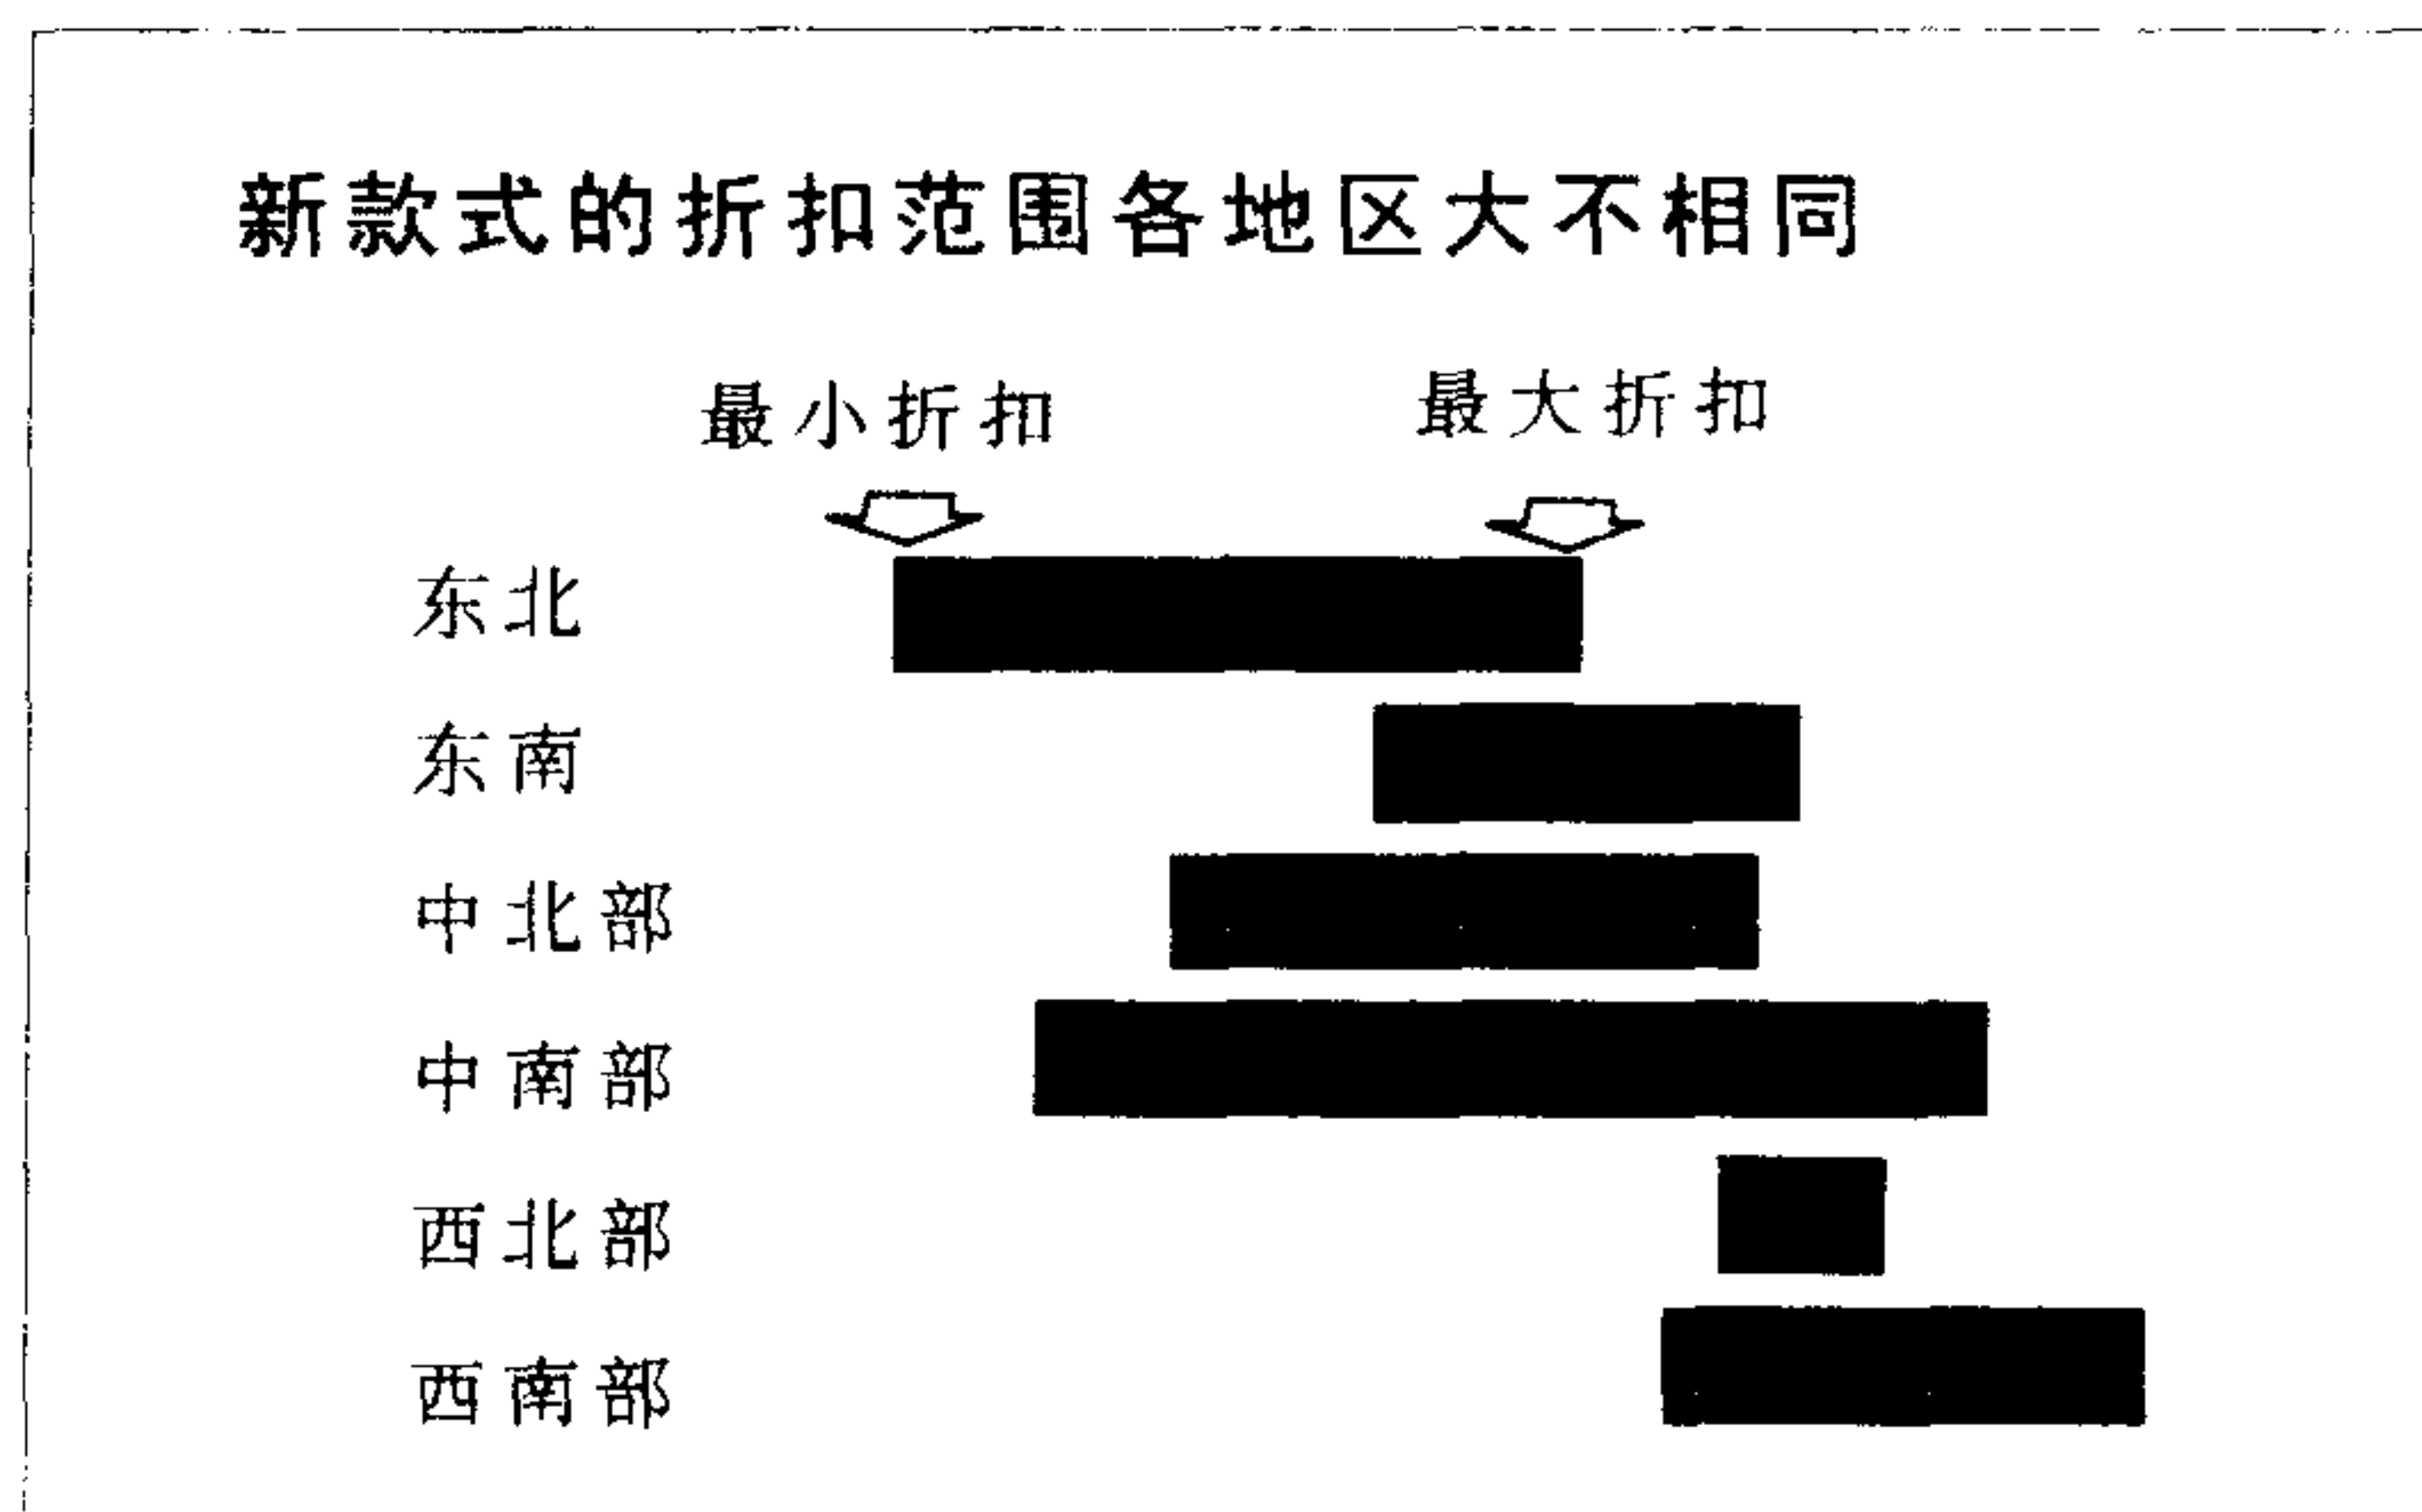 新款式的折扣范围各地区大不相同
最小折扣 最大折扣
东北
东南
中北部
中南部
西北部
西南部